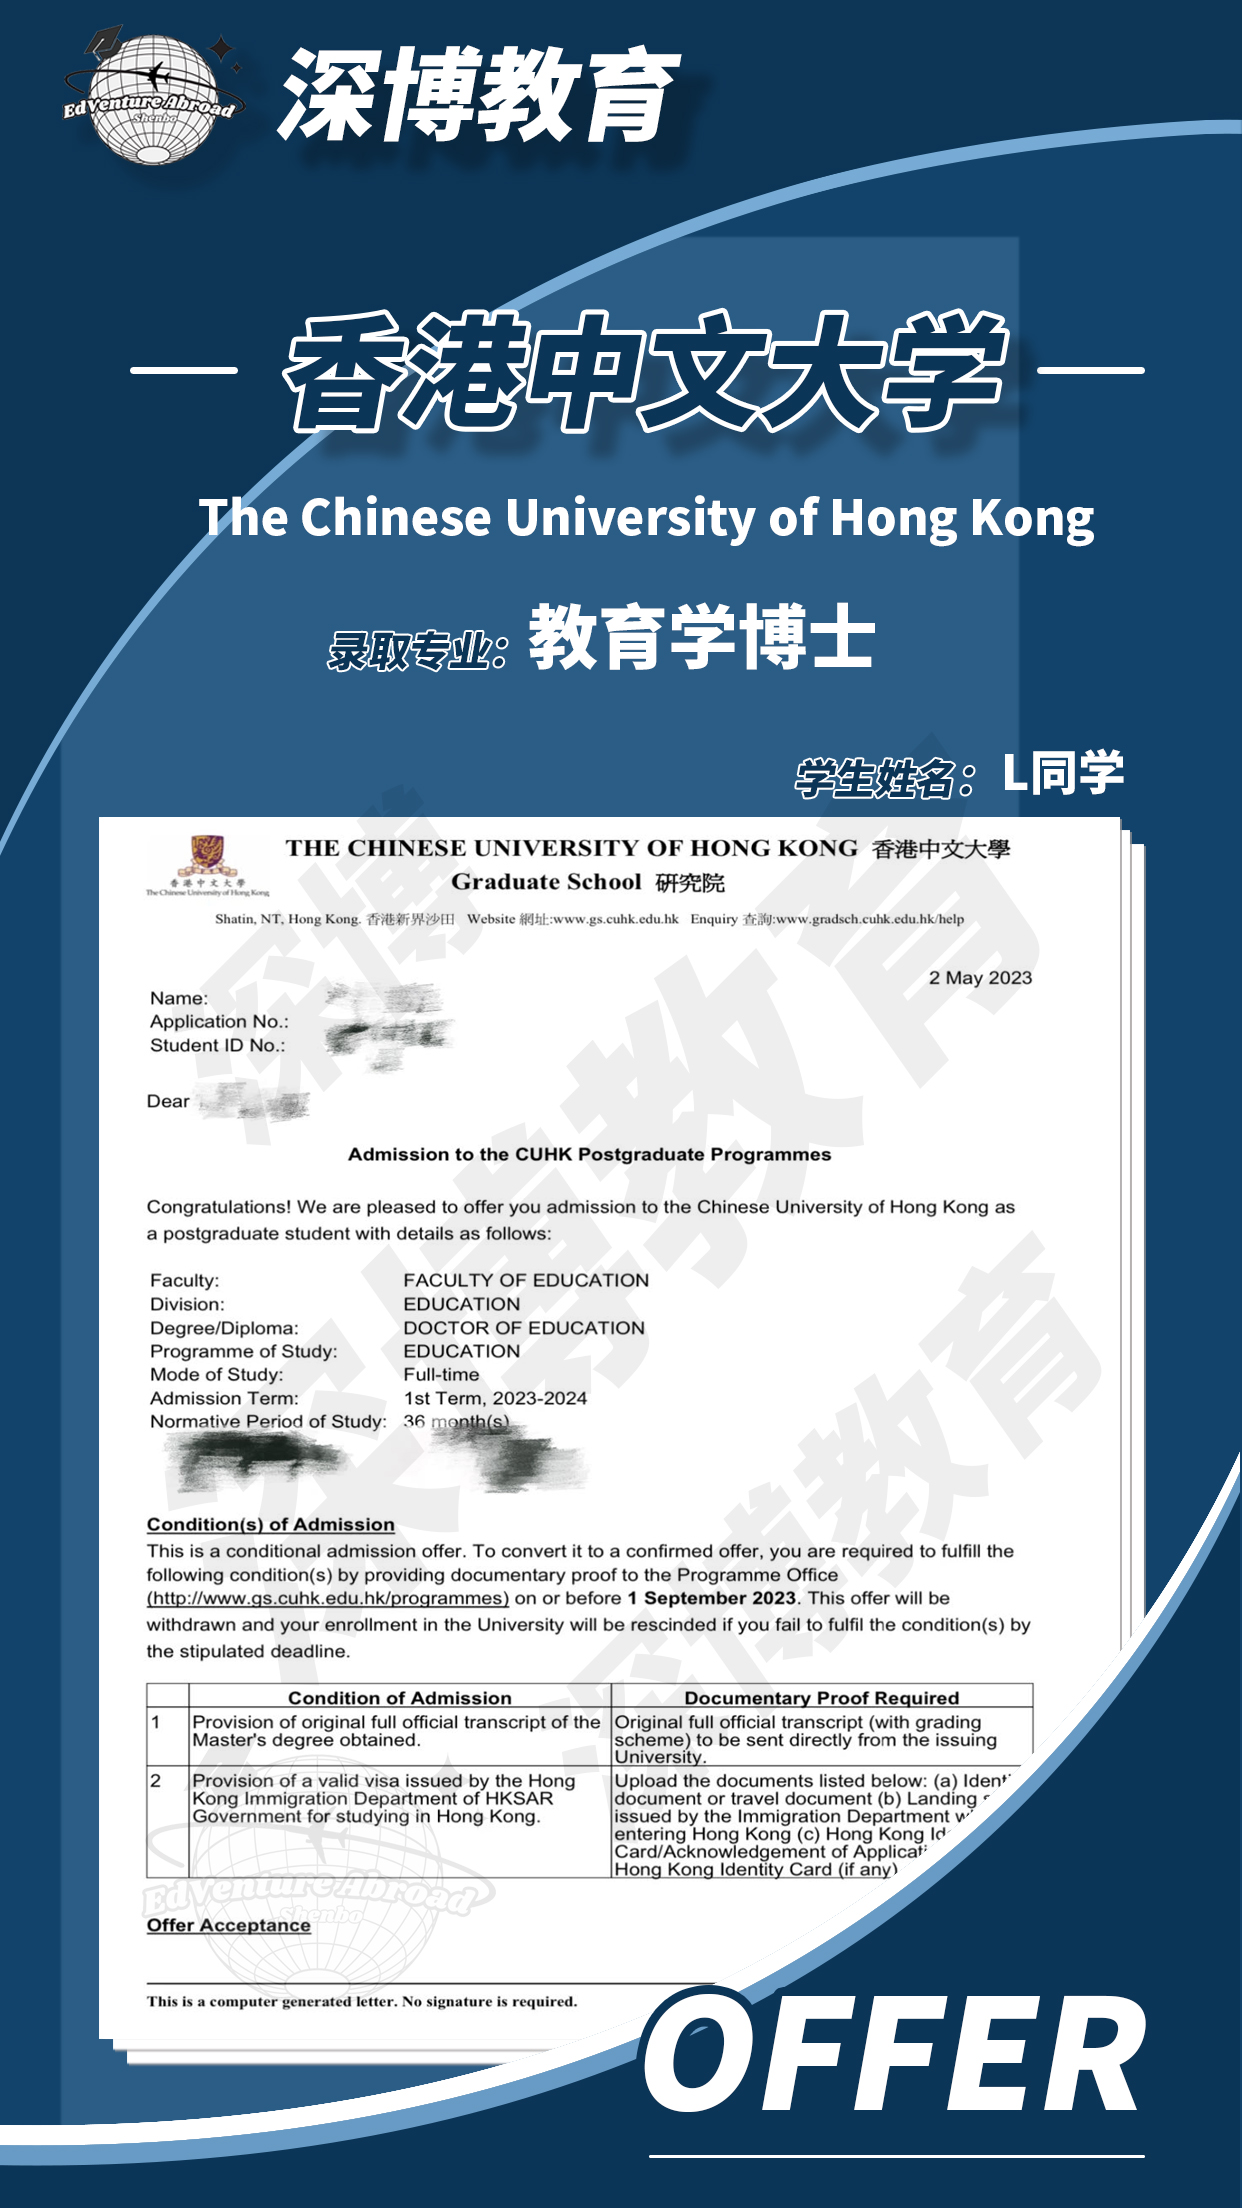 EdVenture Abroad
Shenbo
深博教育
香港中文大学
The Chinese University of Hong Kong
录取专业：教育学博士
学生姓名：L同学
香港中文大學
The Chinese University of Hong Kong
THE CHINESE UNIVERSITY OF HONG KONG 香港中文大學
Graduate School 研究院
Shatin, NT, Hong Kong. 香港新界沙田 Website 網址:www.gs.cuhk.edu.hk Enquiry 查詢:www.gradsch.cuhk.edu.hk/help
2 May 2023
Name:
Application No.:
Student ID No.:
Dear
Admission to the CUHK Postgraduate Programmes
Congratulations! We are pleased to offer you admission to the Chinese University of Hong Kong as
a postgraduate student with details as follows:
Faculty: FACULTY OF EDUCATION
Division: EDUCATION
Degree/Diploma: DOCTOR OF EDUCATION
Programme of Study: EDUCATION
Mode of Study: Full-time
Admission Term: 1st Term, 2023-2024
Normative Period of Study: 36 month(s)
Condition(s) of Admission
This is a conditional admission offer. To convert it to a confirmed offer, you are required to fulfill the
following condition(s) by providing documentary proof to the Programme Office
(http://www.gs.cuhk.edu.hk/programmes) on or before 1 September 2023. This offer will be
withdrawn and your enrollment in the University will be rescinded if you fail to fulfil the condition(s) by
the stipulated deadline.
Condition of Admission Documentary Proof Required
1 Provision of original full official transcript of the
Master's degree obtained.
Original full official transcript (with grading
scheme) to be sent directly from the issuing
University.
2 Provision of a valid visa issued by the Hong
Kong Immigration Department of HKSAR
Government for studying in Hong Kong.
Upload the documents listed below: (a)
document or travel document (b) Landing
issued by the Immigration Department
entering Hong Kong (c) Hong Kong
Card/Acknowledgement of
Hong Kong Identity Card (if any)
Offer Acceptance
This is a computer generated letter. No signature is required.
深博教育
深博教育
深博
EdVenture Abroad
Shenbo
OFFER